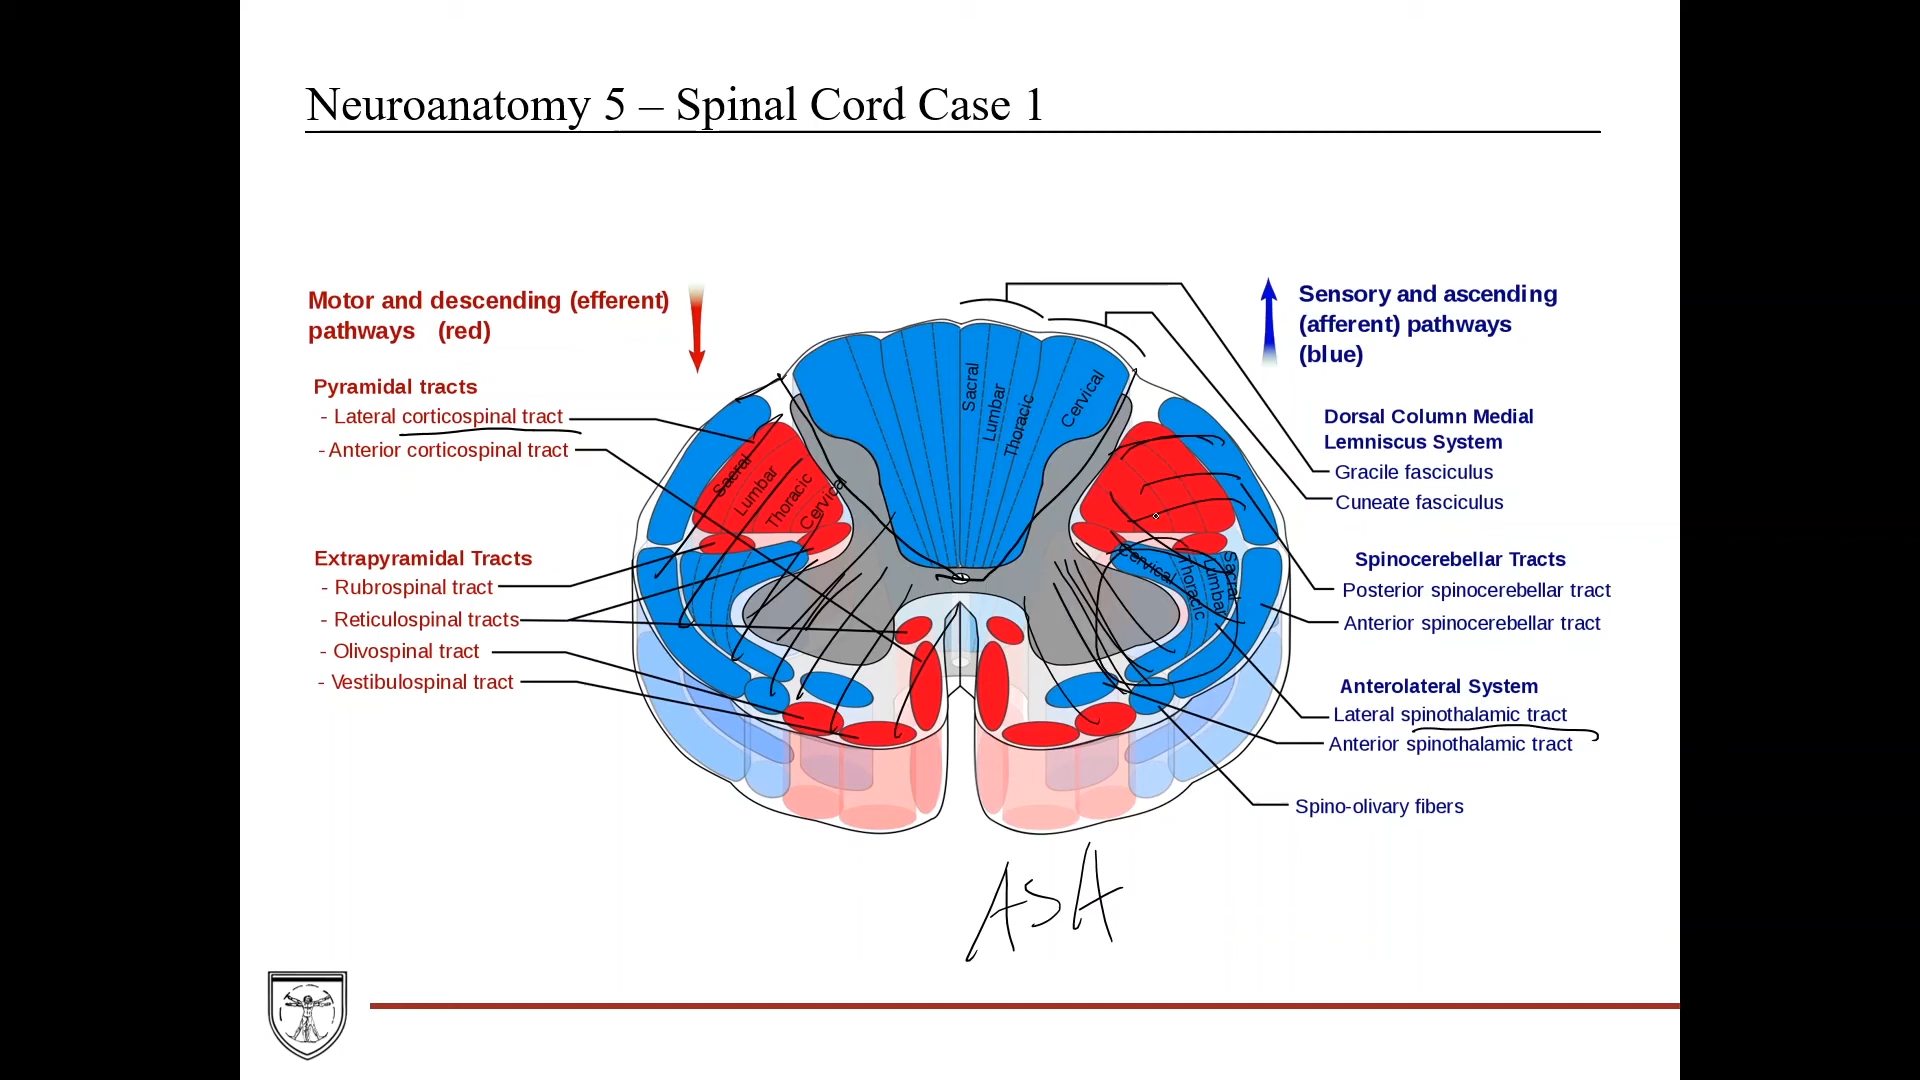 Neuroanatomy 5 – Spinal Cord Case 1
Motor and descending (efferent)
pathways (red)
Pyramidal tracts
- Lateral corticospinal tract
- Anterior corticospinal tract
Extrapyramidal Tracts
- Rubrospinal tract
- Reticulospinal tracts
- Olivospinal tract
- Vestibulospinal tract
Sacral
Lumbar
Thoracic
Cervical
Sacral
Lumbar
Thoracic
Cervical
Cervical
Thoracic
Lumbar
Sacral
Sensory and ascending
(afferent) pathways
(blue)
Dorsal Column Medial
Lemniscus System
Gracile fasciculus
Cuneate fasciculus
Spinocerebellar Tracts
Posterior spinocerebellar tract
Anterior spinocerebellar tract
Anterolateral System
Lateral spinothalamic tract
Anterior spinothalamic tract
Spino-olivary fibers
ASA